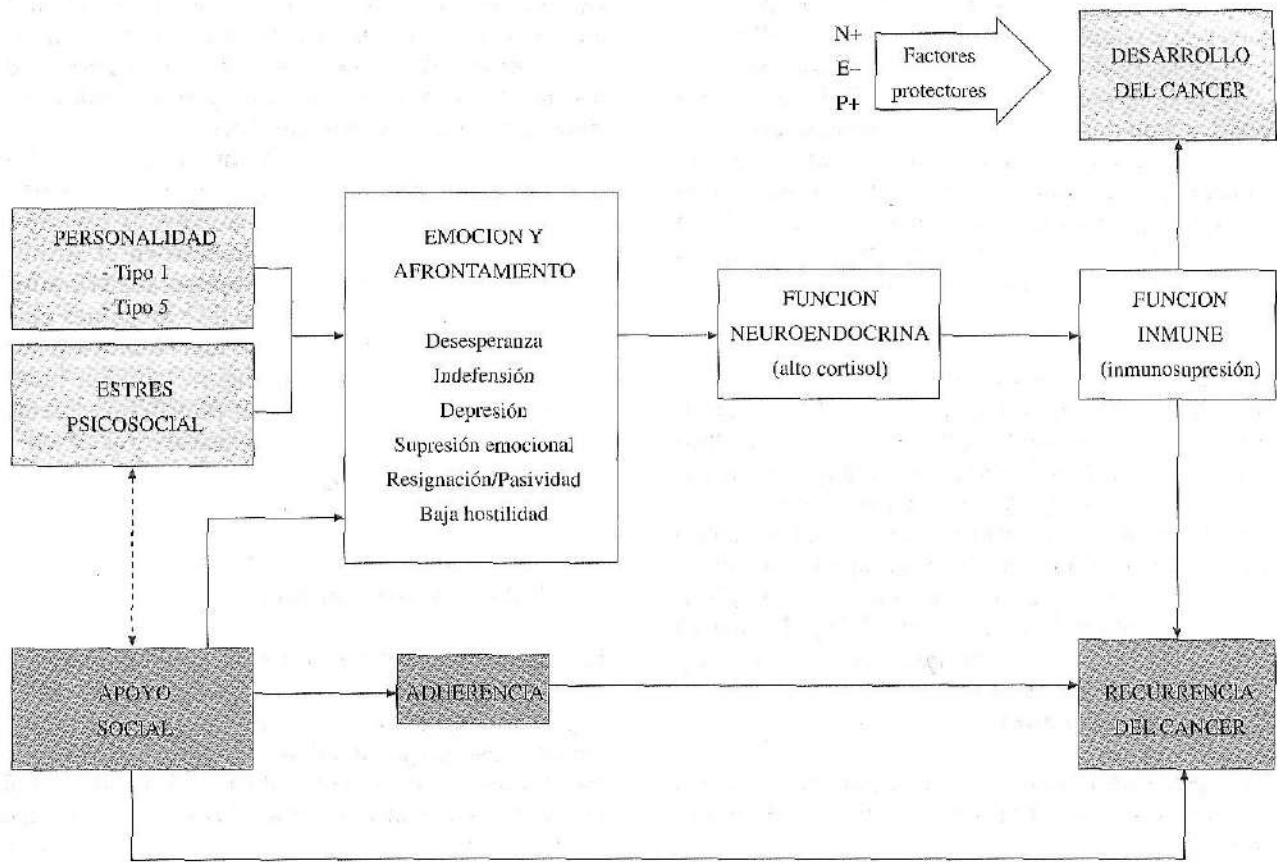 N+
E–
P+
Factores
protectores
DESARROLLO
DEL CANCER
PERSONALIDAD
- Tipo 1
- Tipo 5
ESTRES
PSICOSOCIAL
EMOCION Y
AFRONTAMIENTO
Desesperanza
Indefensión
Depresión
Supresión emocional
Resignación/Pasividad
Baja hostilidad
FUNCION
NEUROENDOCRINA
(alto cortisol)
FUNCION
INMUNE
(inmunosupresión)
APOYO
SOCIAL
ADHERENCIA
RECURRENCIA
DEL CANCER